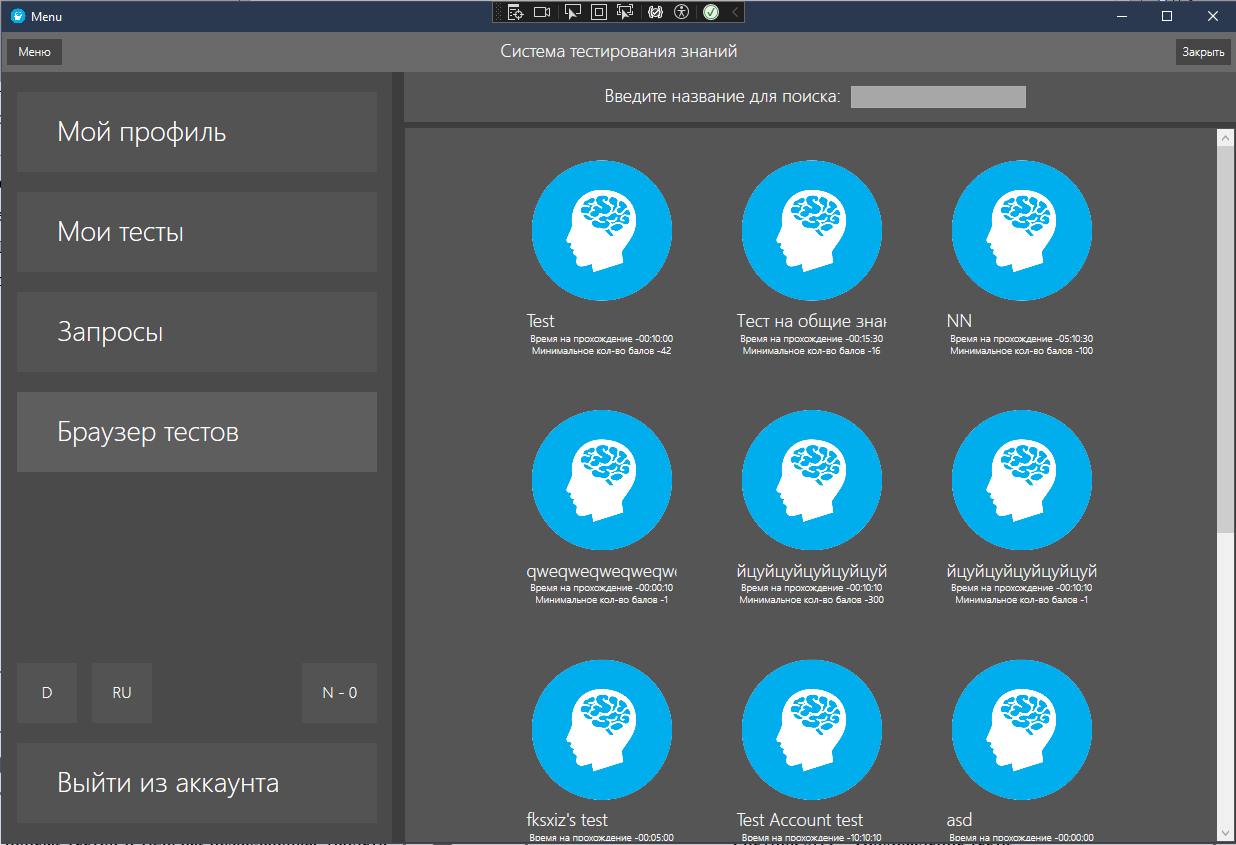 Menu
Меню
Система тестирования знаний
Закрыть
Мой профиль
Мои тесты
Запросы
Браузер тестов
D
RU
N - 0
Выйти из аккаунта
Введите название для поиска:
Test
Время на прохождение -00:10:00
Минимальное кол-во балов -42
Тест на общие знан
Время на прохождение -00:15:30
Минимальное кол-во балов -16
NN
Время на прохождение -05:10:30
Минимальное кол-во балов -100
qweqweqweqweqwe
Время на прохождение -00:00:10
Минимальное кол-во балов -1
йцуйцуйцуйцуйцуй
Время на прохождение -00:10:10
Минимальное кол-во балов -300
йцуйцуйцуйцуйцуй
Время на прохождение -00:10:10
Минимальное кол-во балов -1
fksxiz's test
Время на прохождение -00:05:00
Test Account test
Время на прохождение -10:10:10
asd
Время на прохождение -00:00:00